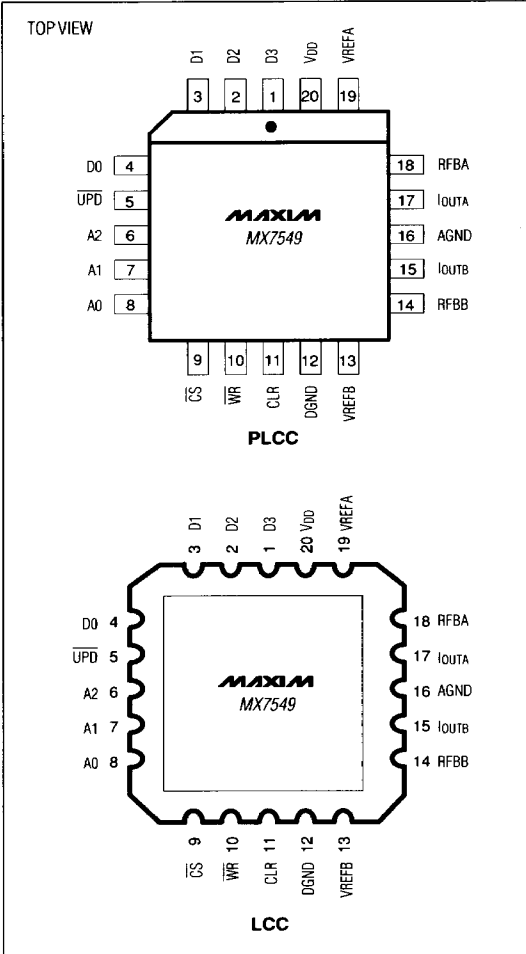 TOP VIEW
D1 D2 D3 VDD VREFA
3 2 1 20 19
D0 4 18 RFBA
UPD 5 17 IOUTA
MAXIM
A2 6 16 AGND
MX7549
A1 7 15 IOUTB
A0 8 14 RFBB
9 10 11 12 13
CS WR CLR DGND VREFB
PLCC
D1 D2 D3 VDD VREFA
3 2 1 20 19
D0 4 18 RFBA
UPD 5 17 IOUTA
MAXIM
A2 6 16 AGND
MX7549
A1 7 15 IOUTB
A0 8 14 RFBB
9 10 11 12 13
CS WR CLR DGND VREFB
LCC